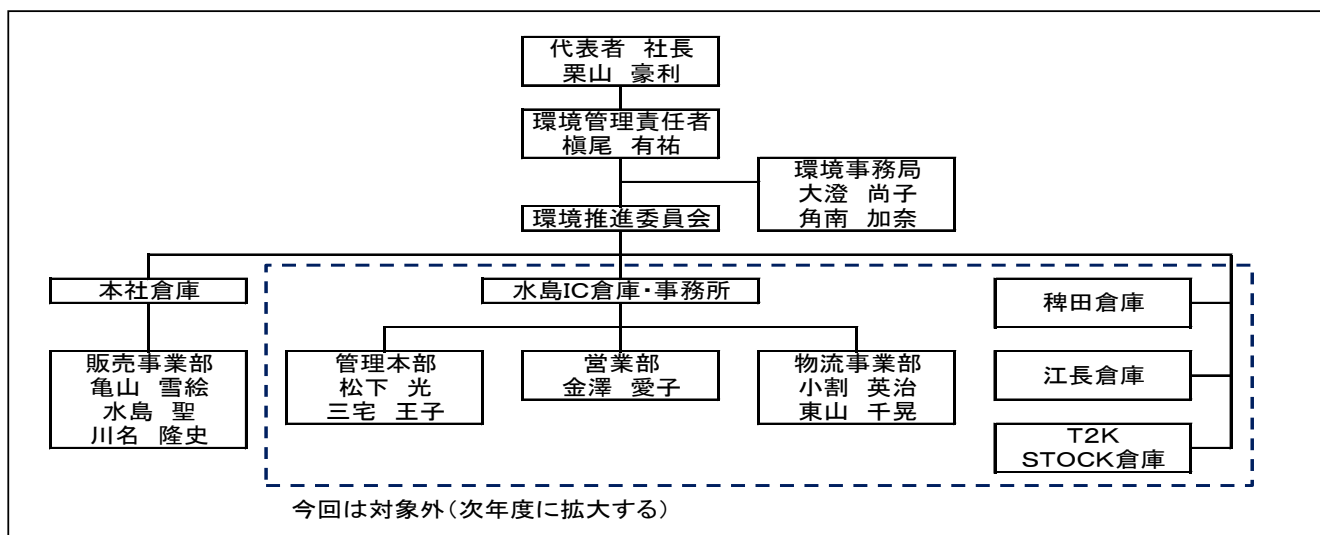 代表者 社長
栗山 豪利
環境管理責任者
槇尾 有祐
環境事務局
大澄 尚子
角南 加奈
環境推進委員会
本社倉庫
水島IC倉庫・事務所
稗田倉庫
販売事業部
亀山 雪絵
水島 聖
川名 隆史
管理本部
松下 光
三宅 王子
営業部
金澤 愛子
物流事業部
小割 英治
東山 千晃
江長倉庫
T2K
STOCK倉庫
今回は対象外(次年度に拡大する)